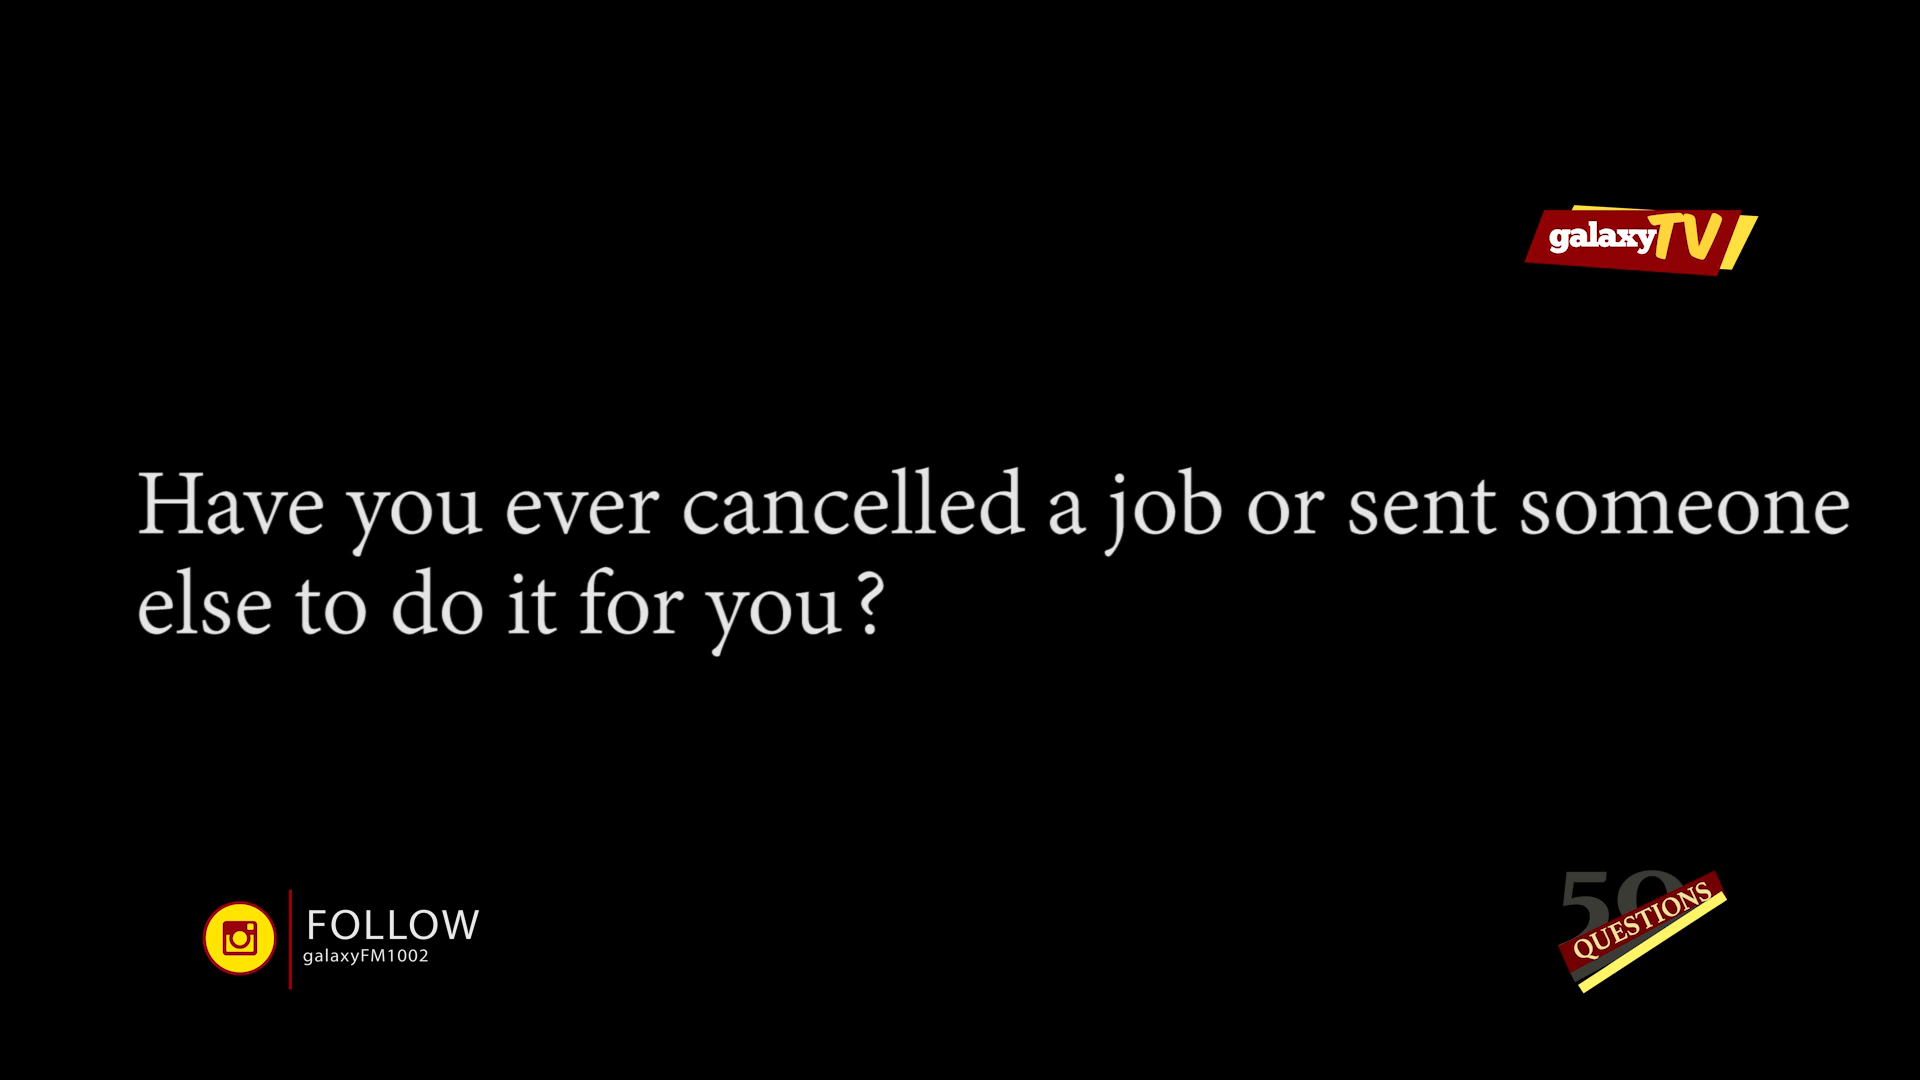 galaxyTV
Have you ever cancelled a job or sent someone
else to do it for you?
FOLLOW
galaxyFM1002
50
QUESTIONS